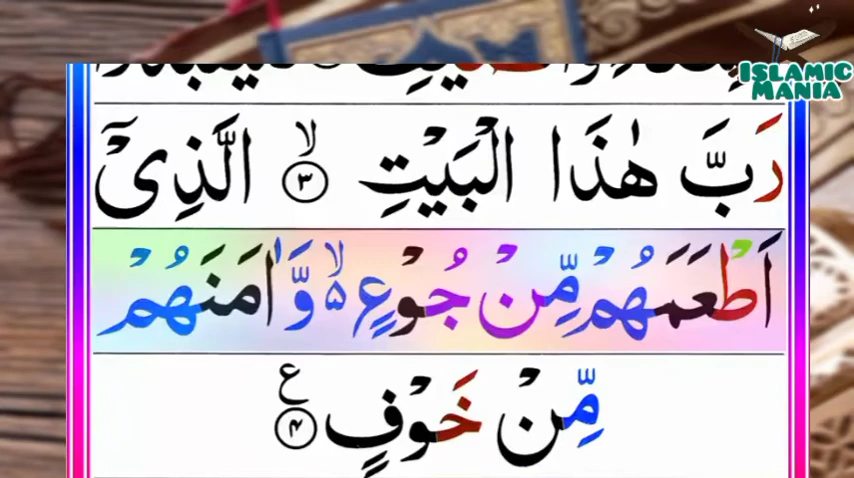 ISLAMIC
MANIA
رَبَّ هٰذَا الْبَيْتِ ۙ﴿۳﴾ الَّذِیْۤ
اَطْعَمَهُمْ مِّنْ جُوْعٍ ۙ۵ وَّاٰمَنَهُمْ
مِّنْ خَوْفٍ ﴿۴﴾ ع